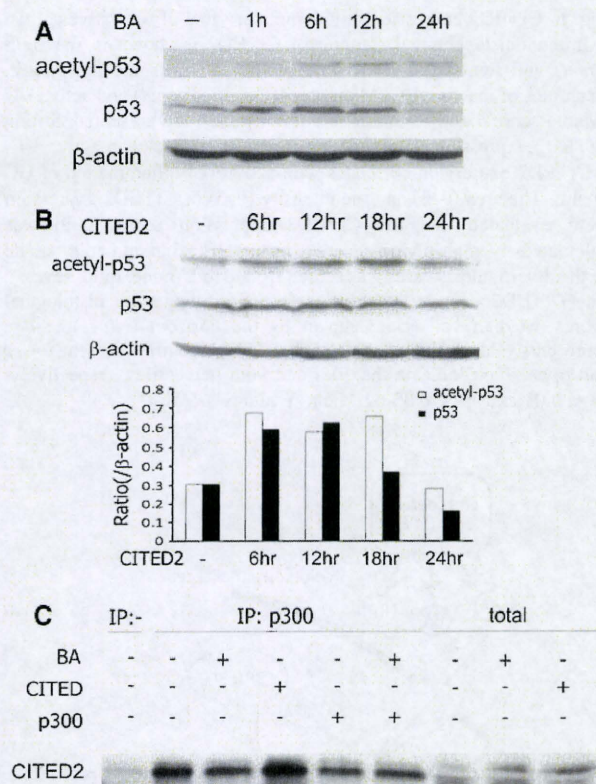 A
BA – 1h 6h 12h 24h
acetyl-p53
p53
β-actin
B
CITED2 6hr 12hr 18hr 24hr
acetyl-p53
p53
β-actin
0.8
0.7
0.6
0.5
0.4
0.3
0.2
0.1
0
Ratio(/β-actin)
acetyl-p53
p53
CITED2 - 6hr 12hr 18hr 24hr
C
IP:- IP: p300 total
BA - - + - - + - + -
CITED - - - + - - - - +
p300 - - - - + + - - -
CITED2